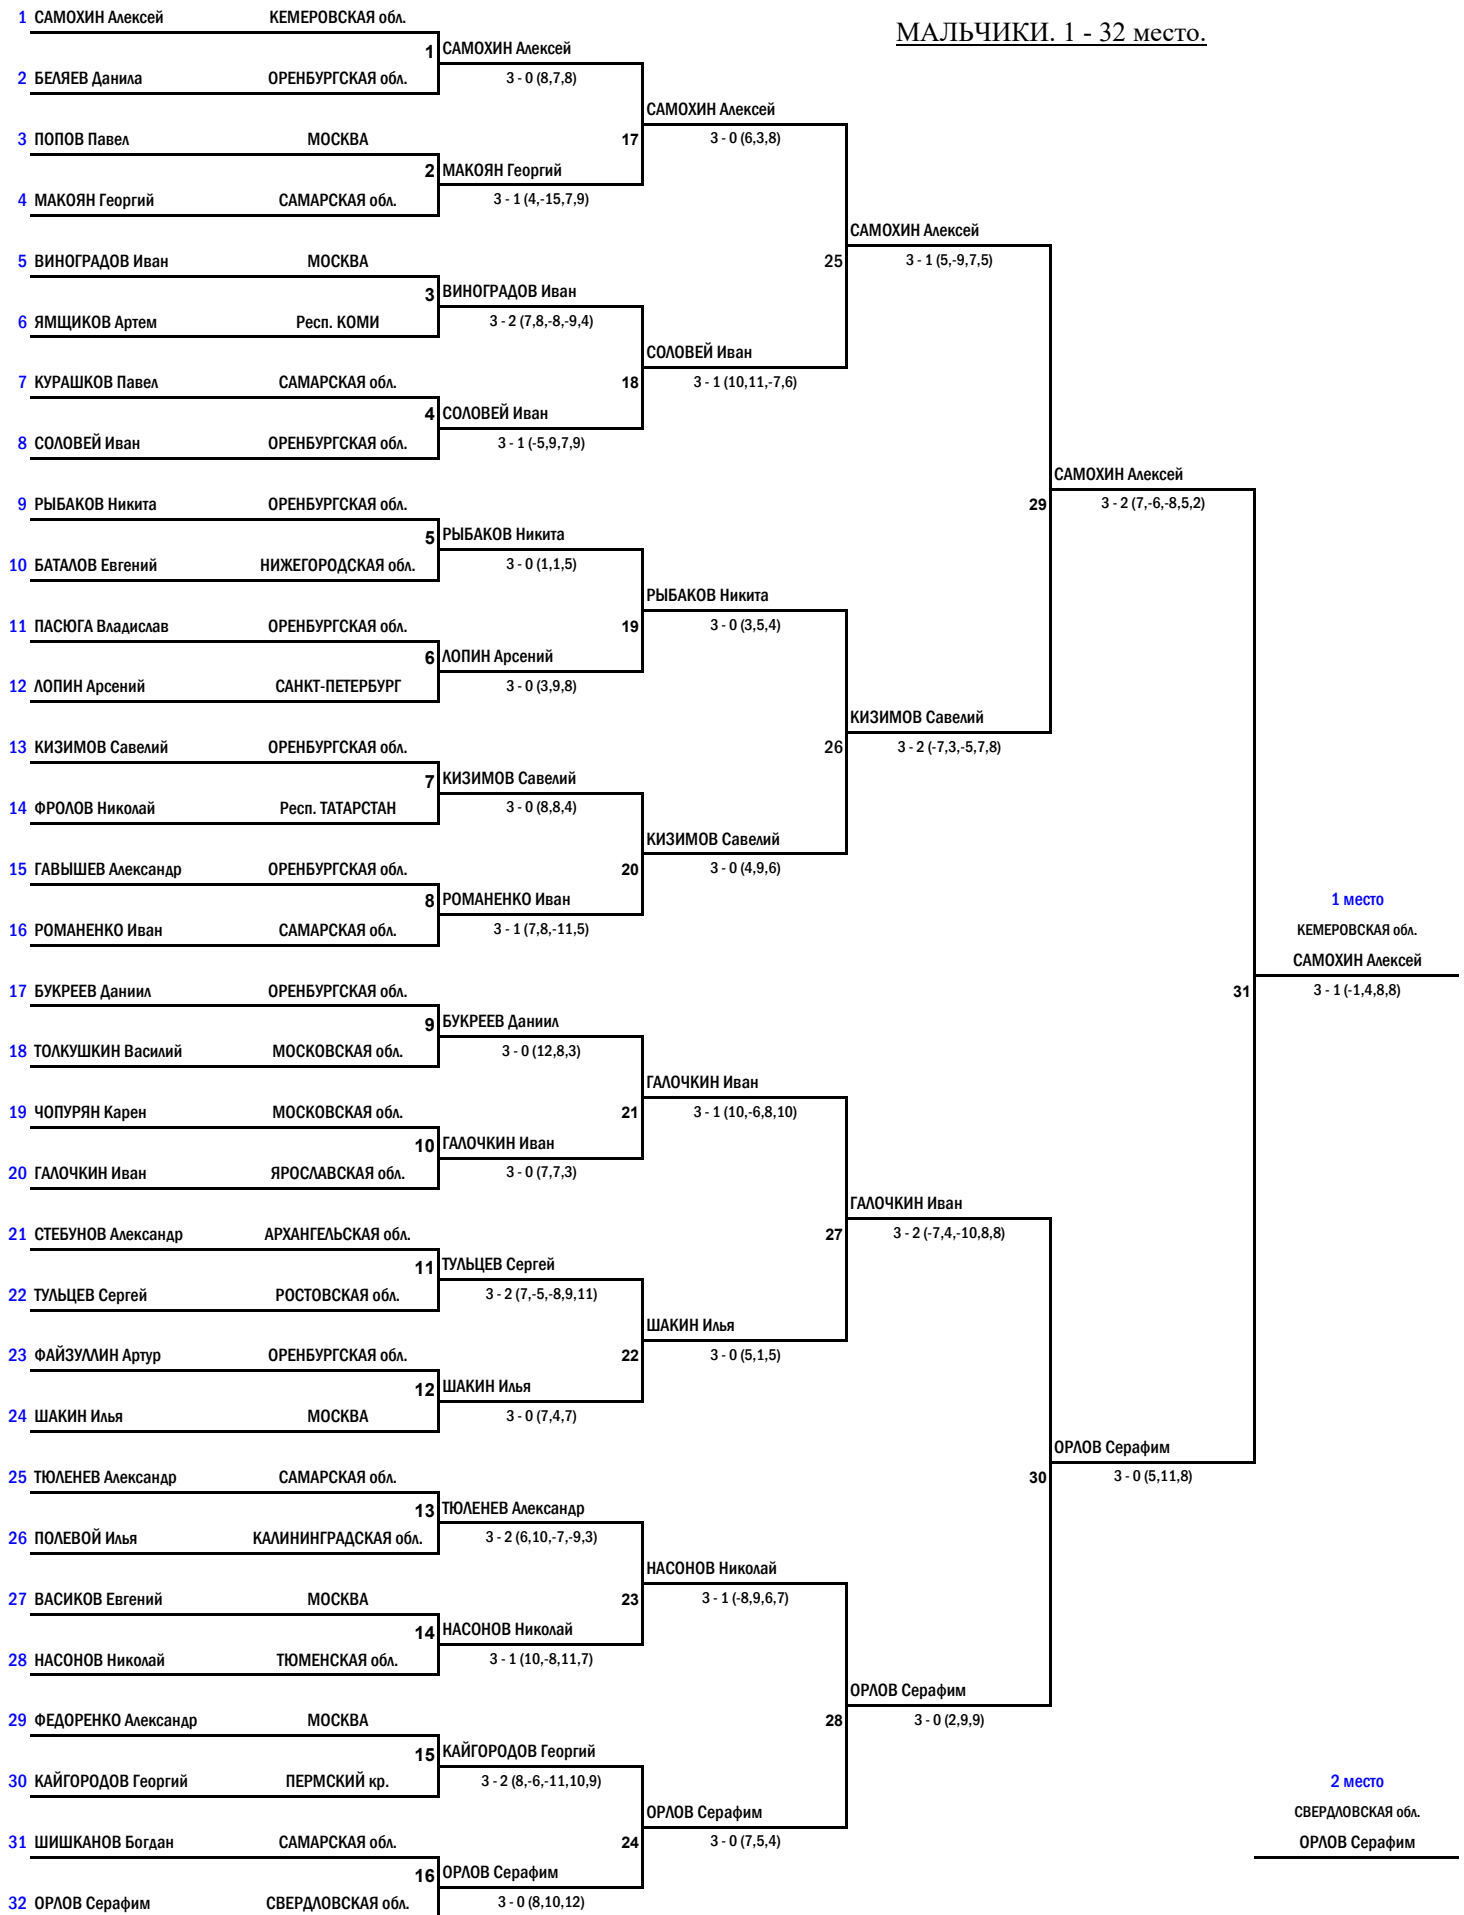 МАЛЬЧИКИ. 1 - 32 место.
1 САМОХИН Алексей КЕМЕРОВСКАЯ обл.
1 САМОХИН Алексей
2 БЕЛЯЕВ Данила ОРЕНБУРГСКАЯ обл. 3 - 0 (8,7,8)
САМОХИН Алексей
3 ПОПОВ Павел МОСКВА 17 3 - 0 (6,3,8)
2 МАКОЯН Георгий
4 МАКОЯН Георгий САМАРСКАЯ обл. 3 - 1 (4,-15,7,9)
САМОХИН Алексей
5 ВИНОГРАДОВ Иван МОСКВА 25 3 - 1 (5,-9,7,5)
3 ВИНОГРАДОВ Иван
6 ЯМЩИКОВ Артем Респ. КОМИ 3 - 2 (7,8,-8,-9,4)
СОЛОВЕЙ Иван
7 КУРАШКОВ Павел САМАРСКАЯ обл. 18 3 - 1 (10,11,-7,6)
4 СОЛОВЕЙ Иван
8 СОЛОВЕЙ Иван ОРЕНБУРГСКАЯ обл. 3 - 1 (-5,9,7,9)
САМОХИН Алексей
9 РЫБАКОВ Никита ОРЕНБУРГСКАЯ обл. 29 3 - 2 (7,-6,-8,5,2)
5 РЫБАКОВ Никита
10 БАТАЛОВ Евгений НИЖЕГОРОДСКАЯ обл. 3 - 0 (1,1,5)
РЫБАКОВ Никита
11 ПАСЮГА Владислав ОРЕНБУРГСКАЯ обл. 19 3 - 0 (3,5,4)
6 ЛОПИН Арсений
12 ЛОПИН Арсений САНКТ-ПЕТЕРБУРГ 3 - 0 (3,9,8)
КИЗИМОВ Савелий
13 КИЗИМОВ Савелий ОРЕНБУРГСКАЯ обл. 26 3 - 2 (-7,3,-5,7,8)
7 КИЗИМОВ Савелий
14 ФРОЛОВ Николай Респ. ТАТАРСТАН 3 - 0 (8,8,4)
КИЗИМОВ Савелий
15 ГАВЫШЕВ Александр ОРЕНБУРГСКАЯ обл. 20 3 - 0 (4,9,6)
8 РОМАНЕНКО Иван 1 место
16 РОМАНЕНКО Иван САМАРСКАЯ обл. 3 - 1 (7,8,-11,5) КЕМЕРОВСКАЯ обл.
САМОХИН Алексей
17 БУКРЕЕВ Даниил ОРЕНБУРГСКАЯ обл. 31 3 - 1 (-1,4,8,8)
9 БУКРЕЕВ Даниил
18 ТОЛКУШКИН Василий МОСКОВСКАЯ обл. 3 - 0 (12,8,3)
ГАЛОЧКИН Иван
19 ЧОПУРЯН Карен МОСКОВСКАЯ обл. 21 3 - 1 (10,-6,8,10)
10 ГАЛОЧКИН Иван
20 ГАЛОЧКИН Иван ЯРОСЛАВСКАЯ обл. 3 - 0 (7,7,3)
ГАЛОЧКИН Иван
21 СТЕБУНОВ Александр АРХАНГЕЛЬСКАЯ обл. 27 3 - 2 (-7,4,-10,8,8)
11 ТУЛЬЦЕВ Сергей
22 ТУЛЬЦЕВ Сергей РОСТОВСКАЯ обл. 3 - 2 (7,-5,-8,9,11)
ШАКИН Илья
23 ФАЙЗУЛЛИН Артур ОРЕНБУРГСКАЯ обл. 22 3 - 0 (5,1,5)
12 ШАКИН Илья
24 ШАКИН Илья МОСКВА 3 - 0 (7,4,7)
ОРЛОВ Серафим
25 ТЮЛЕНЕВ Александр САМАРСКАЯ обл. 30 3 - 0 (5,11,8)
13 ТЮЛЕНЕВ Александр
26 ПОЛЕВОЙ Илья КАЛИНИНГРАДСКАЯ обл. 3 - 2 (6,10,-7,-9,3)
НАСОНОВ Николай
27 ВАСИКОВ Евгений МОСКВА 23 3 - 1 (-8,9,6,7)
14 НАСОНОВ Николай
28 НАСОНОВ Николай ТЮМЕНСКАЯ обл. 3 - 1 (10,-8,11,7)
ОРЛОВ Серафим
29 ФЕДОРЕНКО Александр МОСКВА 28 3 - 0 (2,9,9)
15 КАЙГОРОДОВ Георгий
30 КАЙГОРОДОВ Георгий ПЕРМСКИЙ кр. 3 - 2 (8,-6,-11,10,9) 2 место
ОРЛОВ Серафим СВЕРДЛОВСКАЯ обл.
31 ШИШКАНОВ Богдан САМАРСКАЯ обл. 24 3 - 0 (7,5,4) ОРЛОВ Серафим
16 ОРЛОВ Серафим
32 ОРЛОВ Серафим СВЕРДЛОВСКАЯ обл. 3 - 0 (8,10,12)